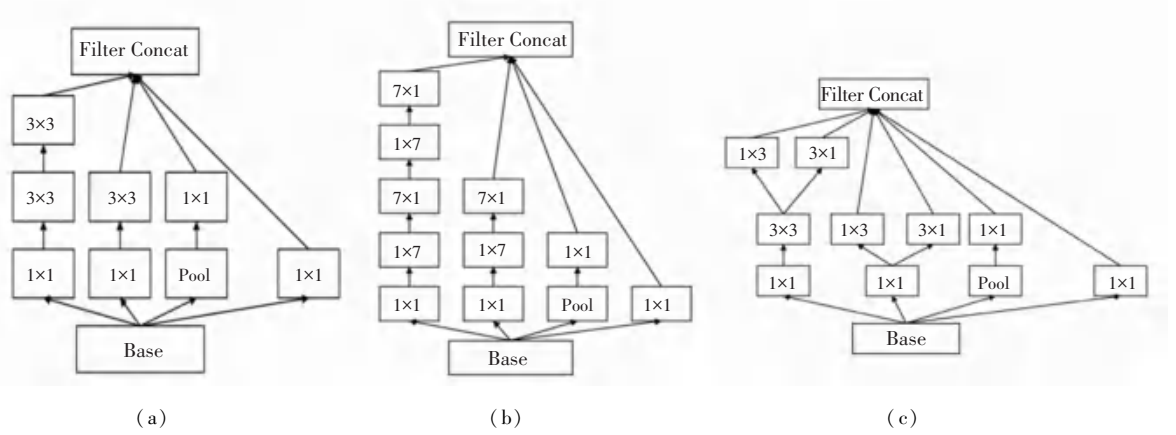 Filter Concat
3×3
3×3
3×3
1×1
1×1
1×1
Pool
1×1
Base
(a)
Filter Concat
7×1
1×7
7×1
7×1
1×7
1×7
1×1
1×1
1×1
Pool
1×1
Base
(b)
Filter Concat
1×3
3×1
3×3
1×3
3×1
1×1
1×1
1×1
Pool
1×1
Base
(c)